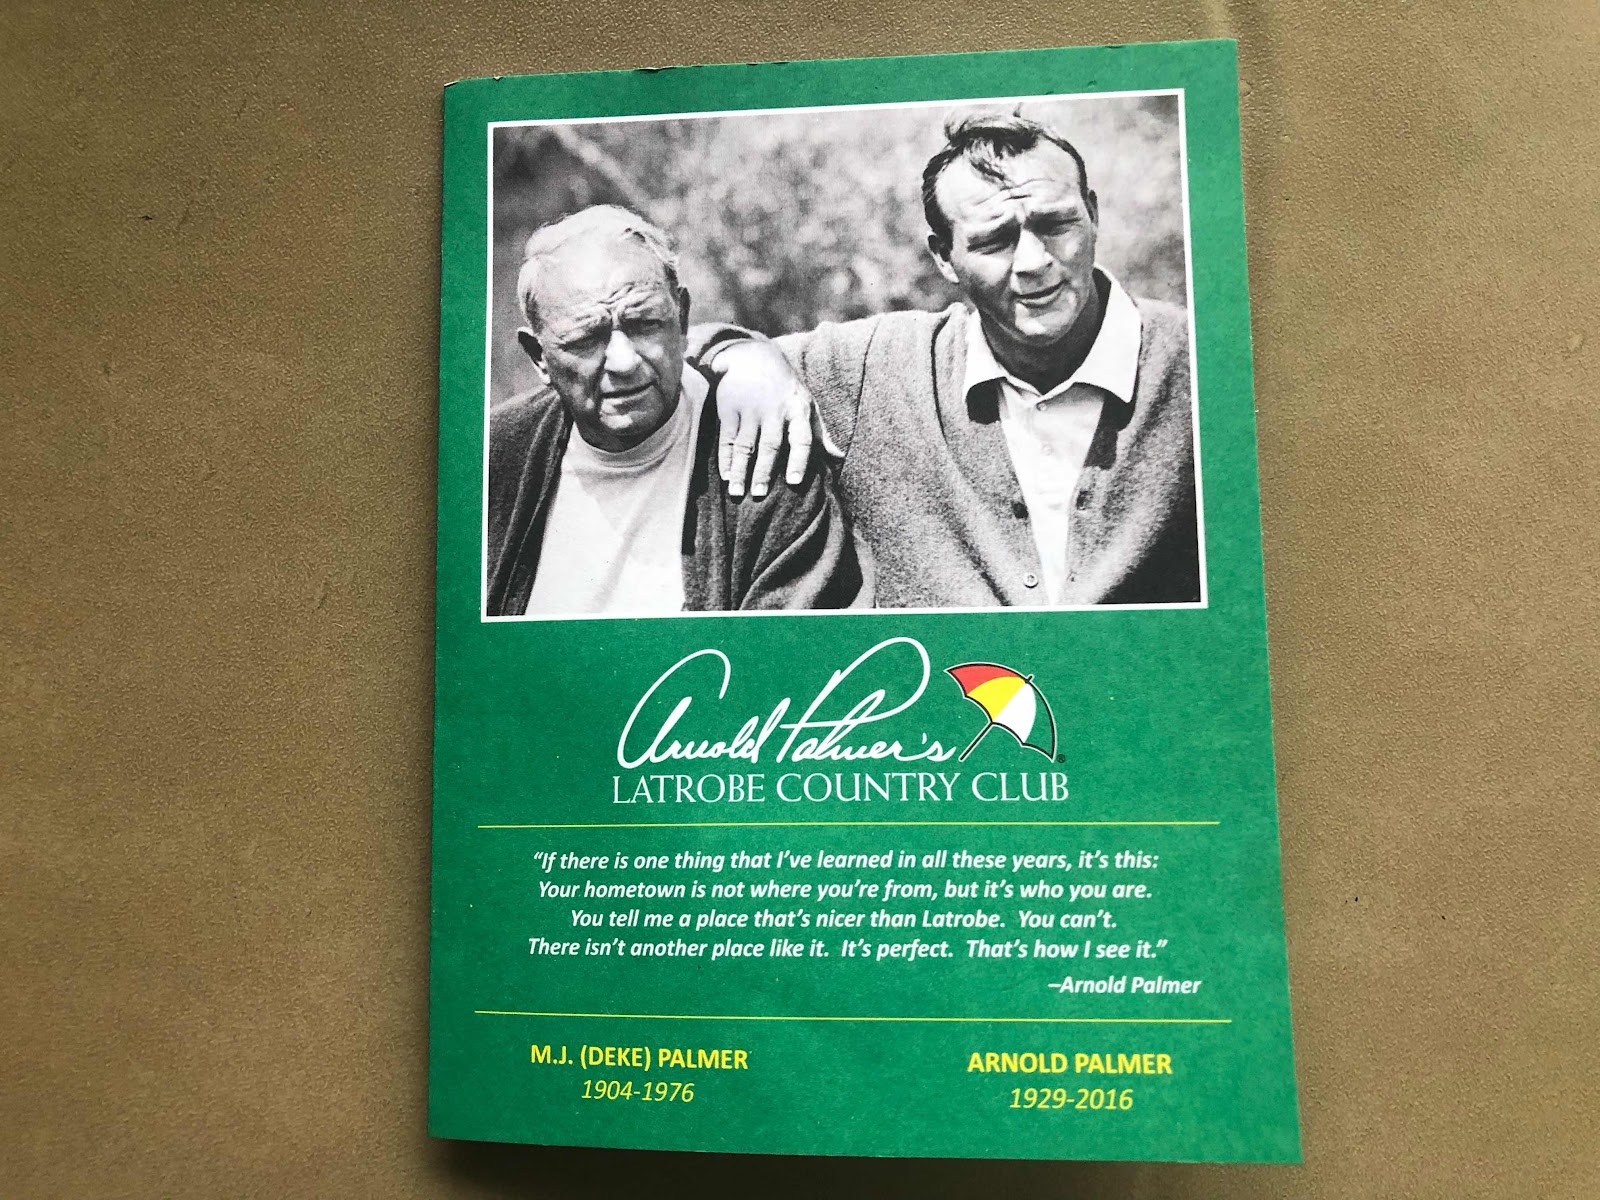 Arnold Palmer's
LATROBE COUNTRY CLUB
“If there is one thing that I’ve learned in all these years, it’s this:
Your hometown is not where you’re from, but it’s who you are.
You tell me a place that’s nicer than Latrobe.  You can’t.
There isn’t another place like it.  It’s perfect.  That’s how I see it.”
–Arnold Palmer
M.J. (DEKE) PALMER
1904-1976
ARNOLD PALMER
1929-2016